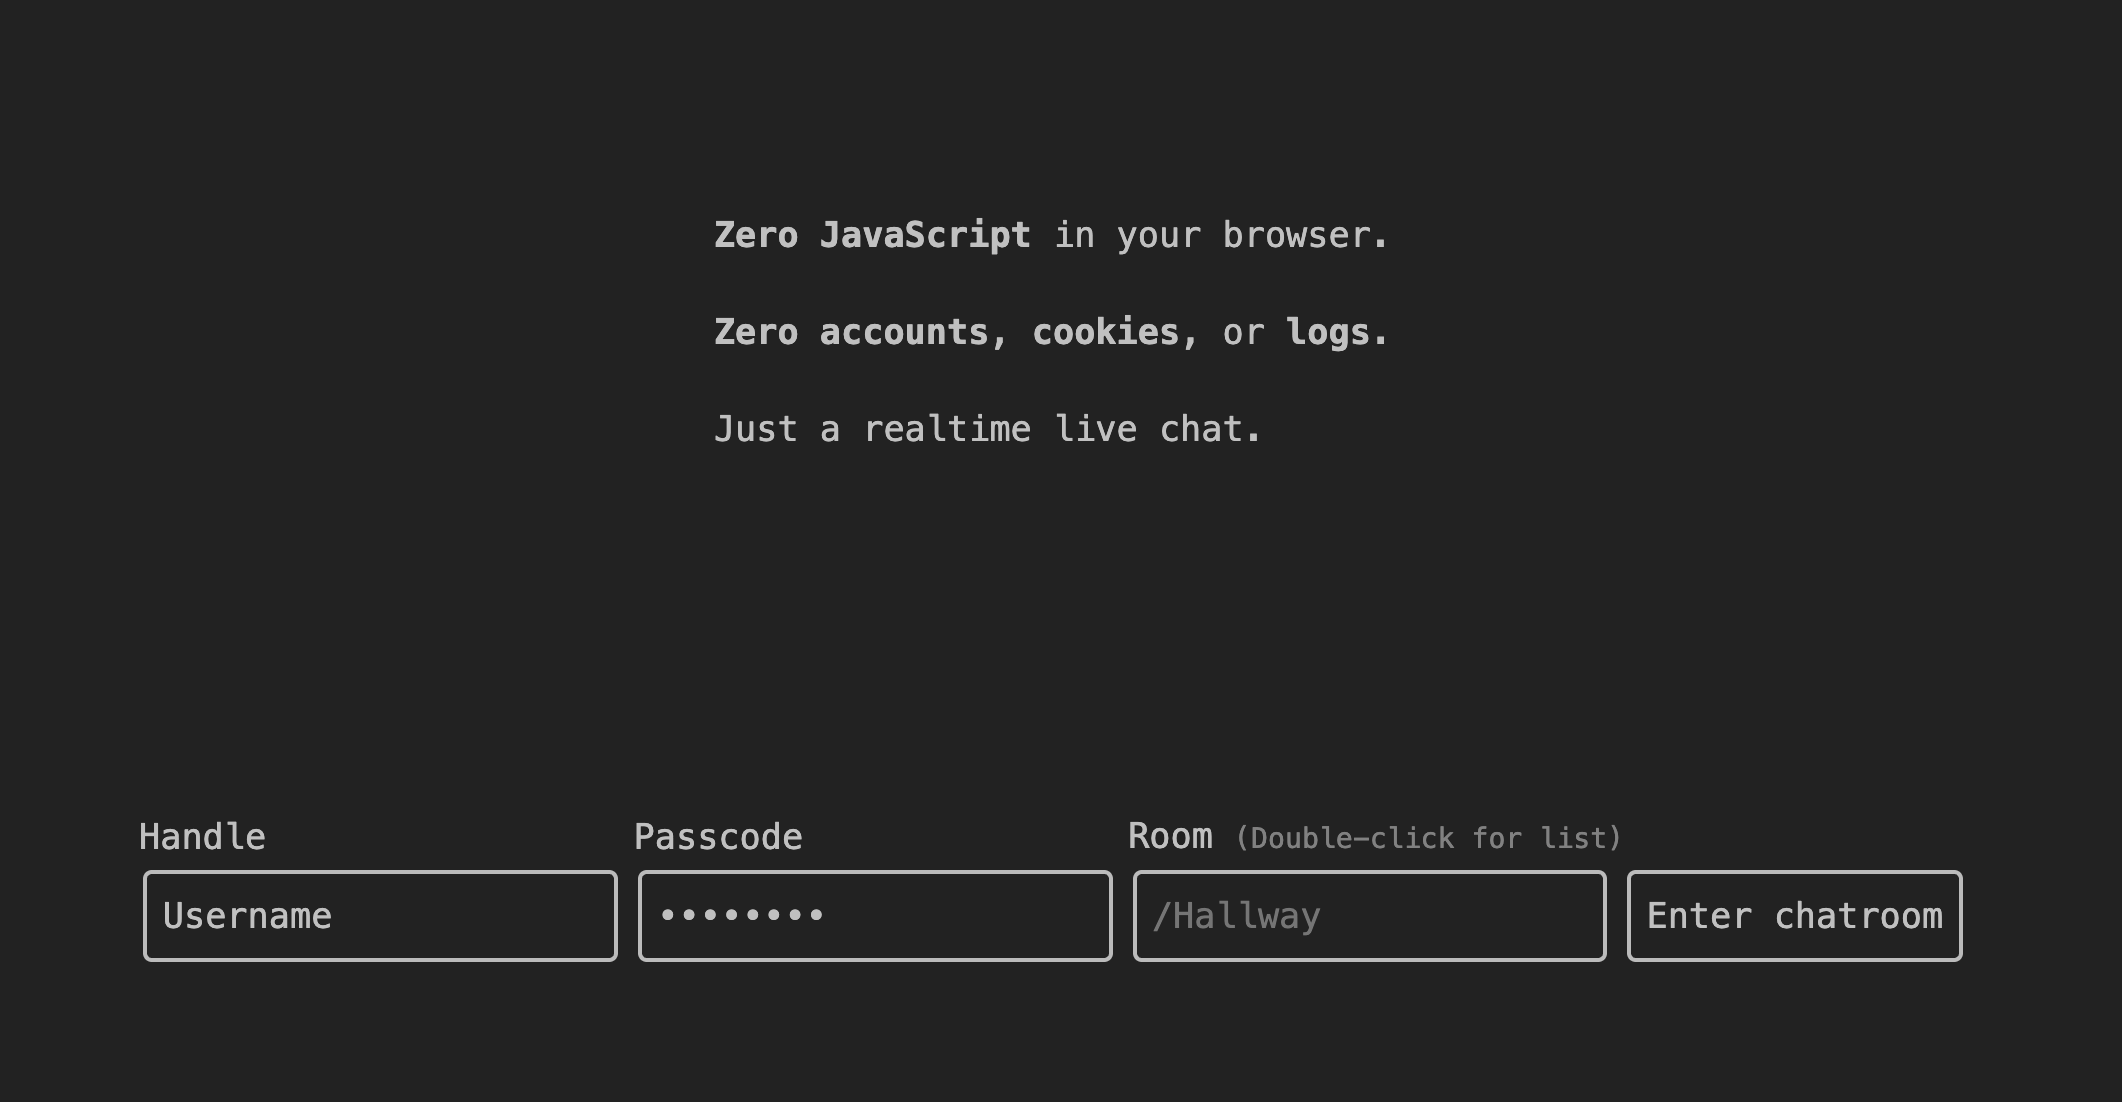 Zero JavaScript in your browser.
Zero accounts, cookies, or logs.
Just a realtime live chat.
Handle
Passcode
Room (Double-click for list)
Username
••••••••
/Hallway
Enter chatroom